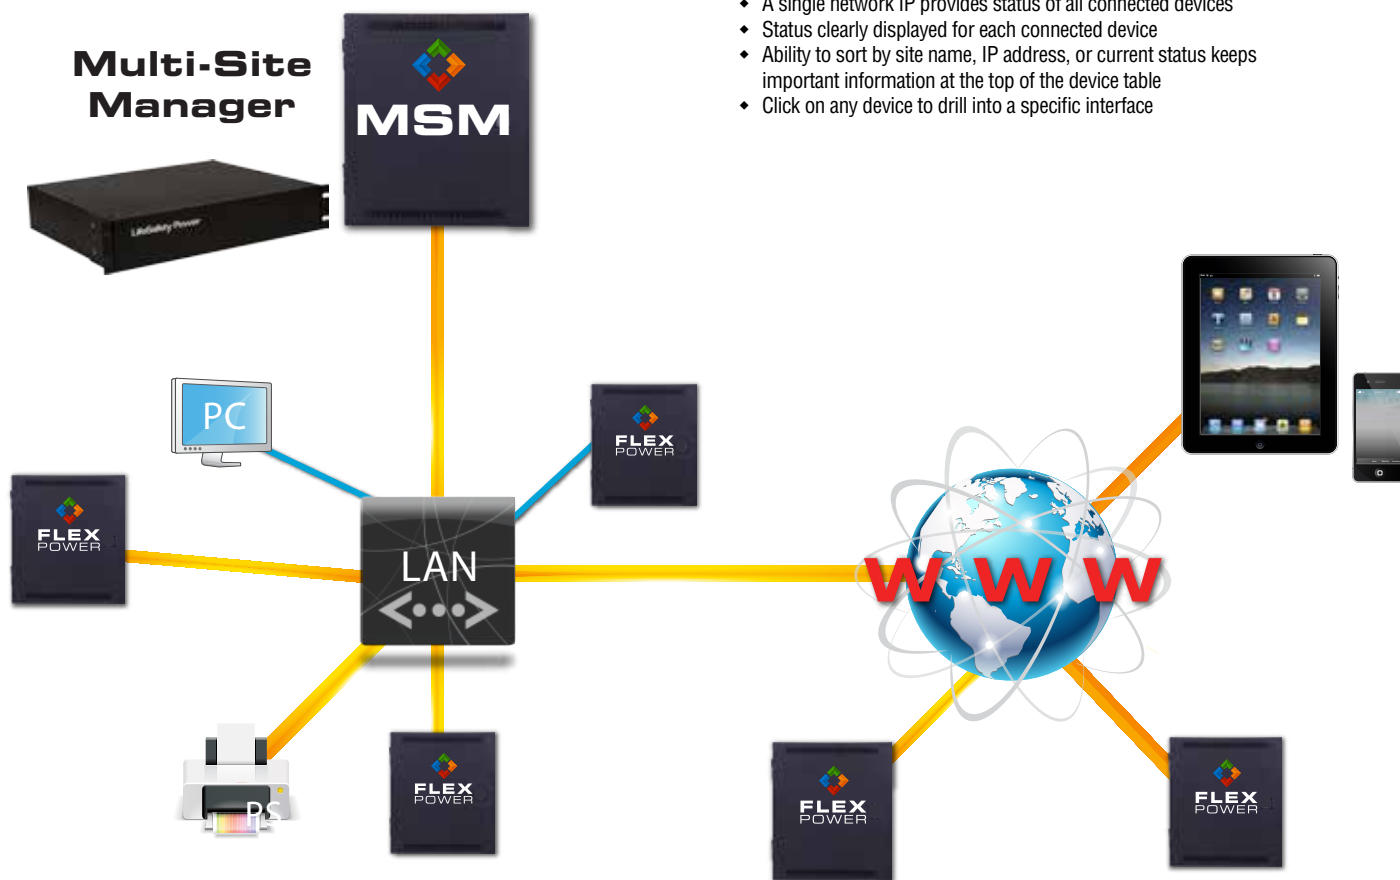 A single network IP provides status of all connected devices
Status clearly displayed for each connected device
Ability to sort by site name, IP address, or current status keeps
important information at the top of the device table
Click on any device to drill into a specific interface
Multi-Site
Manager
MSM
LifeSafety Power
PC
FLEX
POWER
FLEX
POWER
LAN
W W W
PS
FLEX
POWER
FLEX
POWER
FLEX
POWER